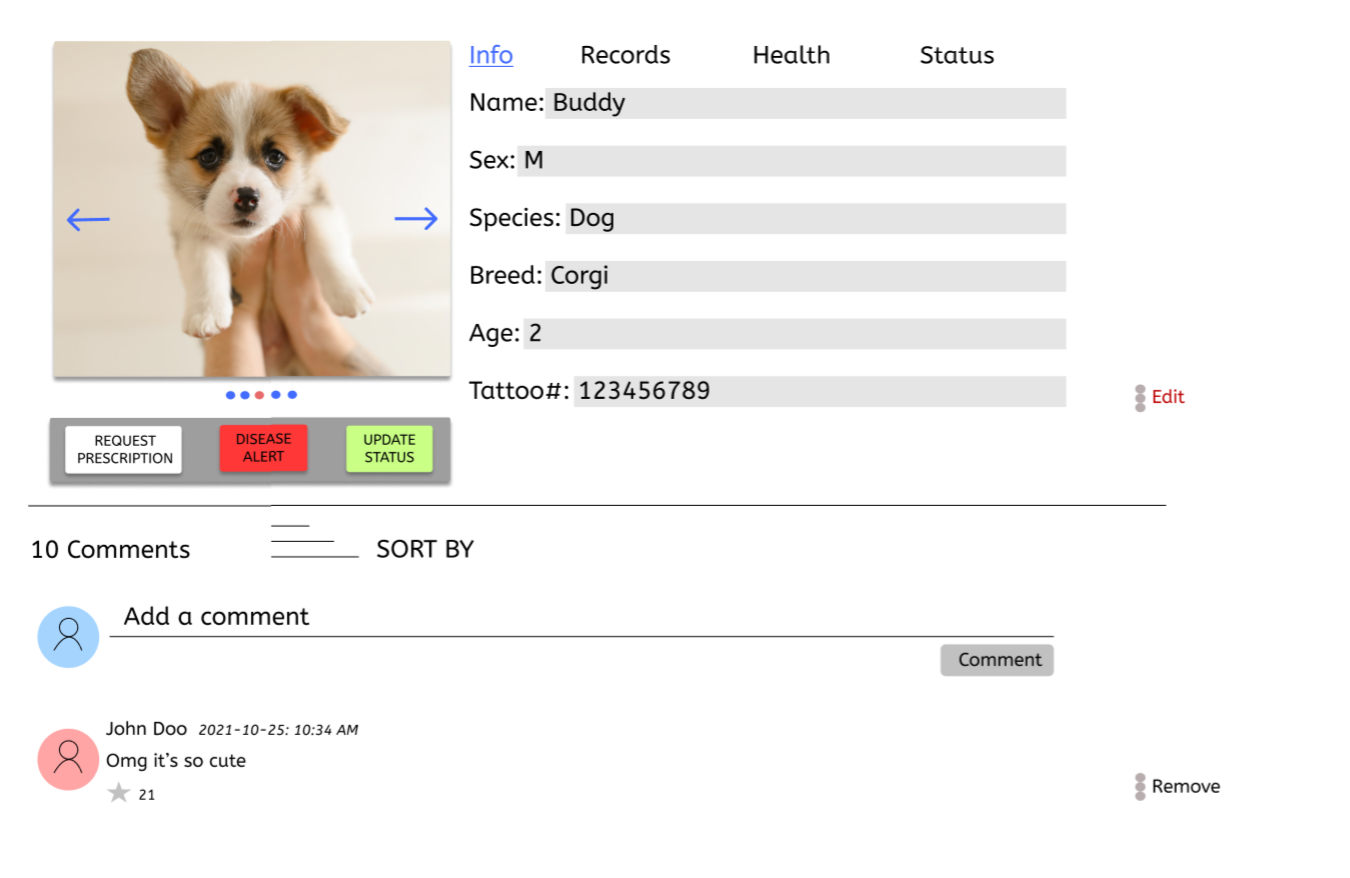 Info Records Health Status
Name: Buddy
Sex: M
Species: Dog
Breed: Corgi
Age: 2
Tattoo#: 123456789
Edit
REQUEST
PRESCRIPTION
DISEASE
ALERT
UPDATE
STATUS
10 Comments
SORT BY
Add a comment
Comment
John Doo 2021-10-25: 10:34 AM
Omg it's so cute
21
Remove